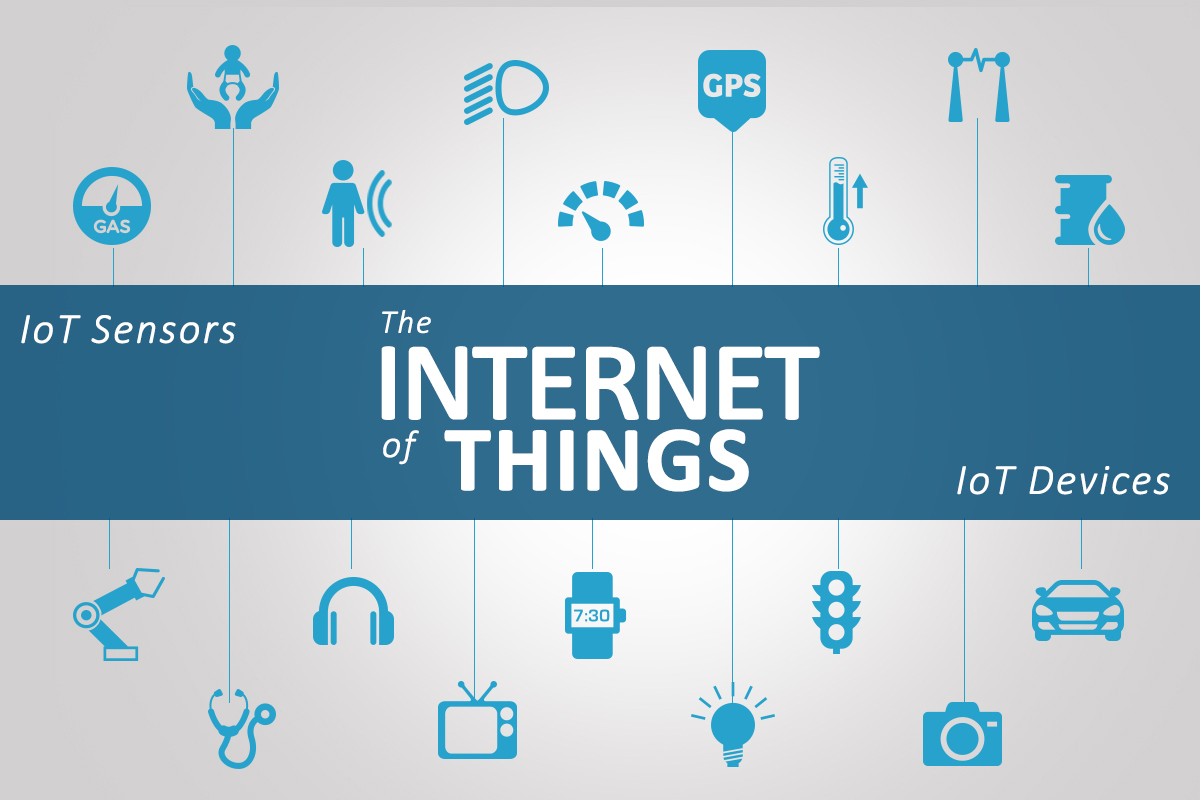 GPS
GAS
IoT Sensors
The
INTERNET
of THINGS
IoT Devices
7:30